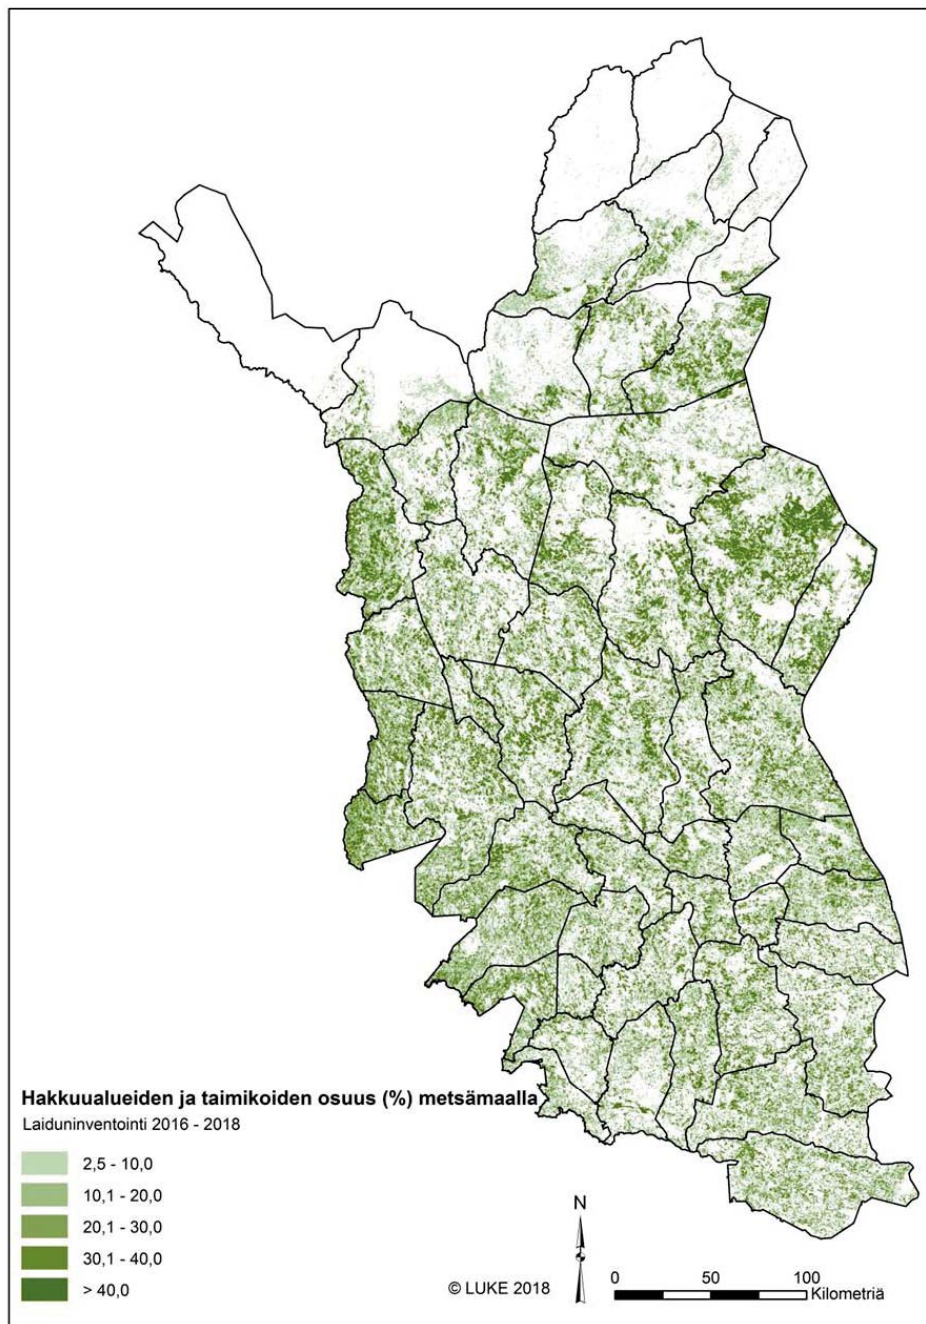 Hakkuualueiden ja taimikoiden osuus (%) metsämaalla
Laiduninventointi 2016 - 2018
2,5 - 10,0
10,1 - 20,0
20,1 - 30,0
30,1 - 40,0
> 40,0
© LUKE 2018
N
0 50 100
Kilometriä